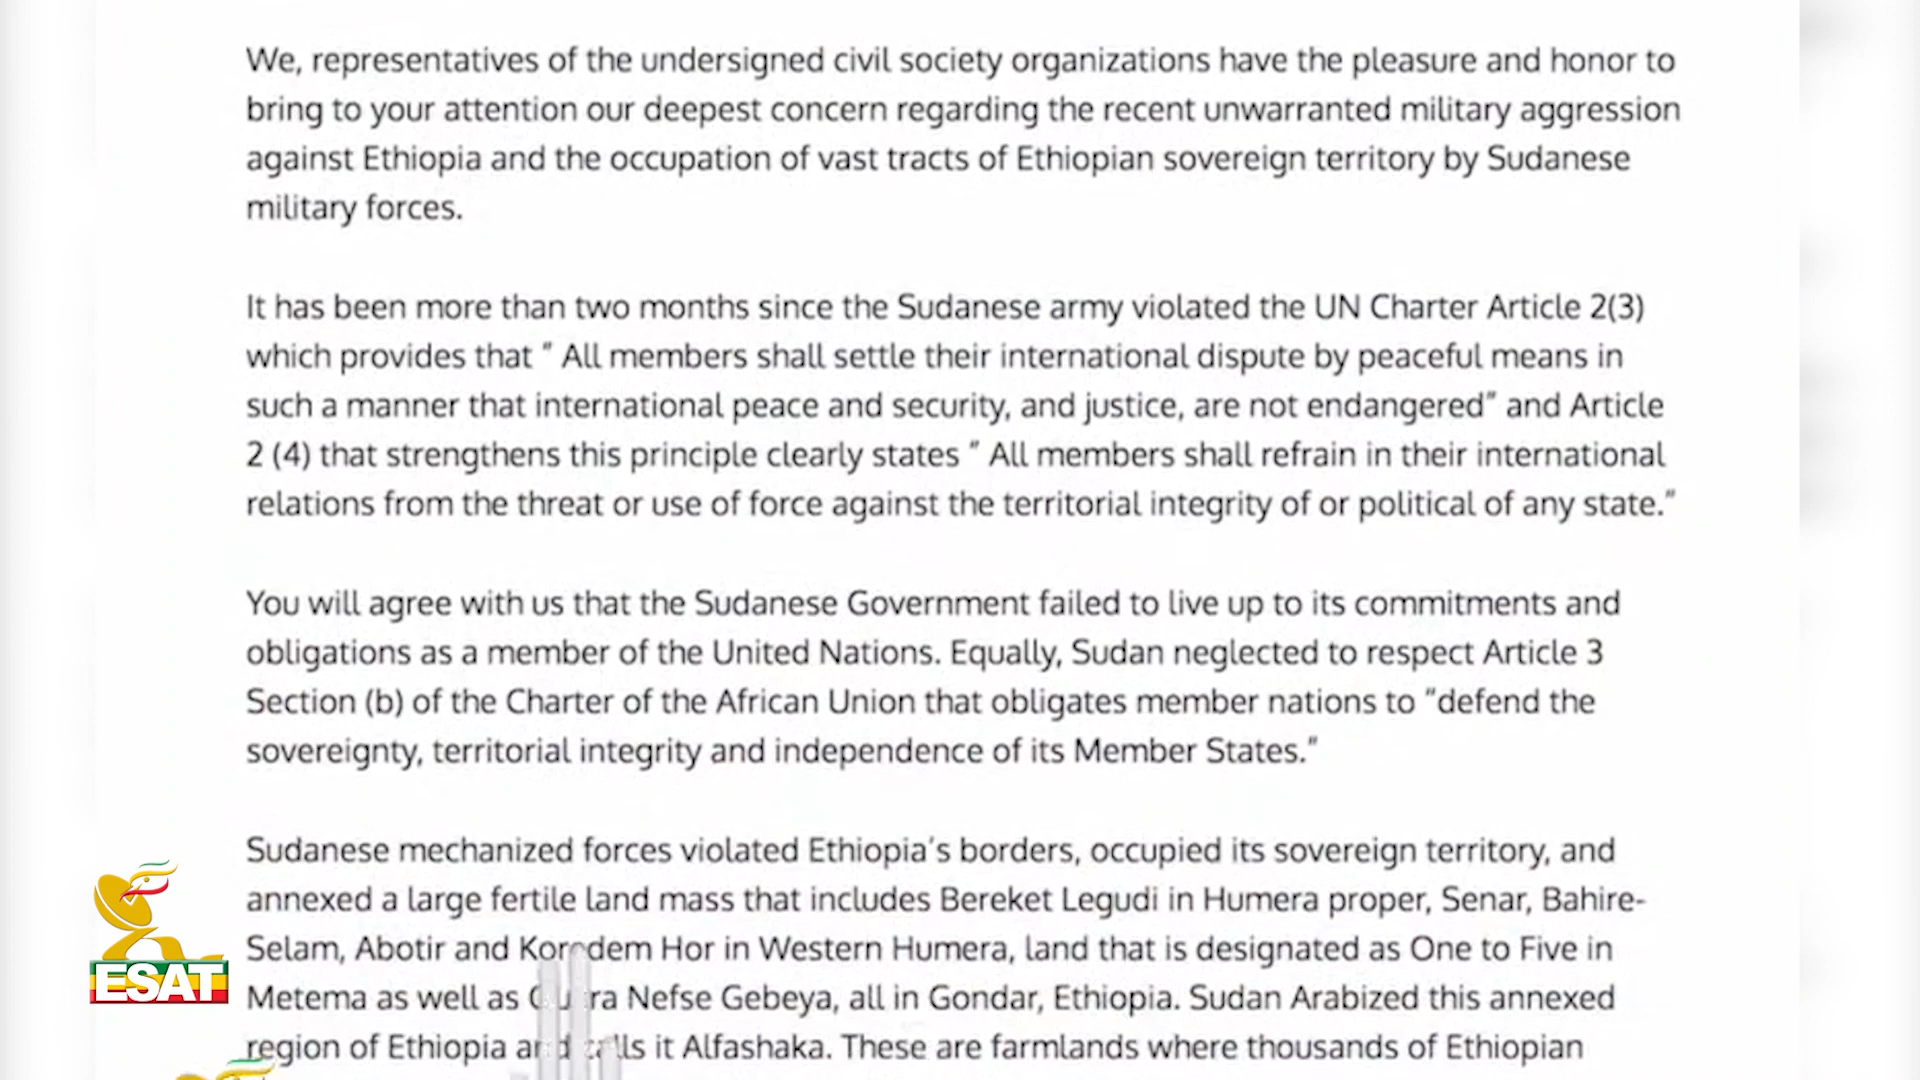 We, representatives of the undersigned civil society organizations have the pleasure and honor to
bring to your attention our deepest concern regarding the recent unwarranted military aggression
against Ethiopia and the occupation of vast tracts of Ethiopian sovereign territory by Sudanese
military forces.
It has been more than two months since the Sudanese army violated the UN Charter Article 2(3)
which provides that " All members shall settle their international dispute by peaceful means in
such a manner that international peace and security, and justice, are not endangered" and Article
2 (4) that strengthens this principle clearly states " All members shall refrain in their international
relations from the threat or use of force against the territorial integrity of or political of any state."
You will agree with us that the Sudanese Government failed to live up to its commitments and
obligations as a member of the United Nations. Equally, Sudan neglected to respect Article 3
Section (b) of the Charter of the African Union that obligates member nations to "defend the
sovereignty, territorial integrity and independence of its Member States."
Sudanese mechanized forces violated Ethiopia's borders, occupied its sovereign territory, and
annexed a large fertile land mass that includes Bereket Legudi in Humera proper, Senar, Bahire-
Selam, Abotir and Hor in Western Humera, land that is designated as One to Five in
Metema as well as Nefse Gebeya, all in Gondar, Ethiopia. Sudan Arabized this annexed
region of Ethiopia and calls it Alfashaka. These are farmlands where thousands of Ethiopian
ESAT